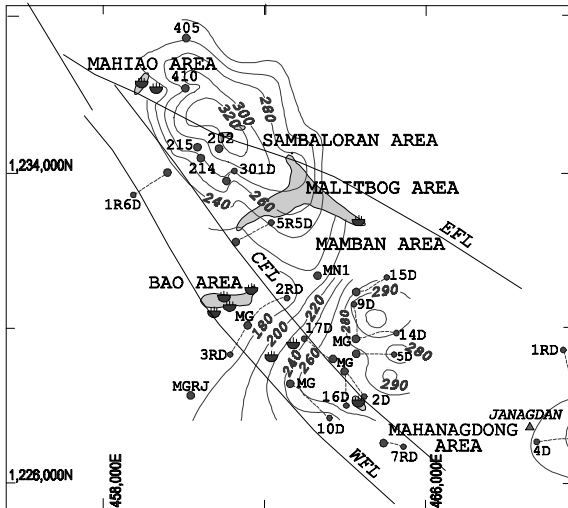 405
MAHIAO AREA
410
280
300
320
215
202
SAMBALORAN AREA
1,234,000N
214
301D
MALITBOG AREA
240
260
1R6D
5R5D
MAMBAN AREA
EFL
CFL
BAO AREA
MN1
15D
2RD
290
220
9D
MG
180
280
17D
14D
200
MG
280
3RD
240
260
MG
5D
290
MGRJ
MG
1RD
16D
2D
JANAGDAN
10D
MAHANAGDONG
AREA
7RD
4D
WFL
1,226,000N
458,000E
466,000E